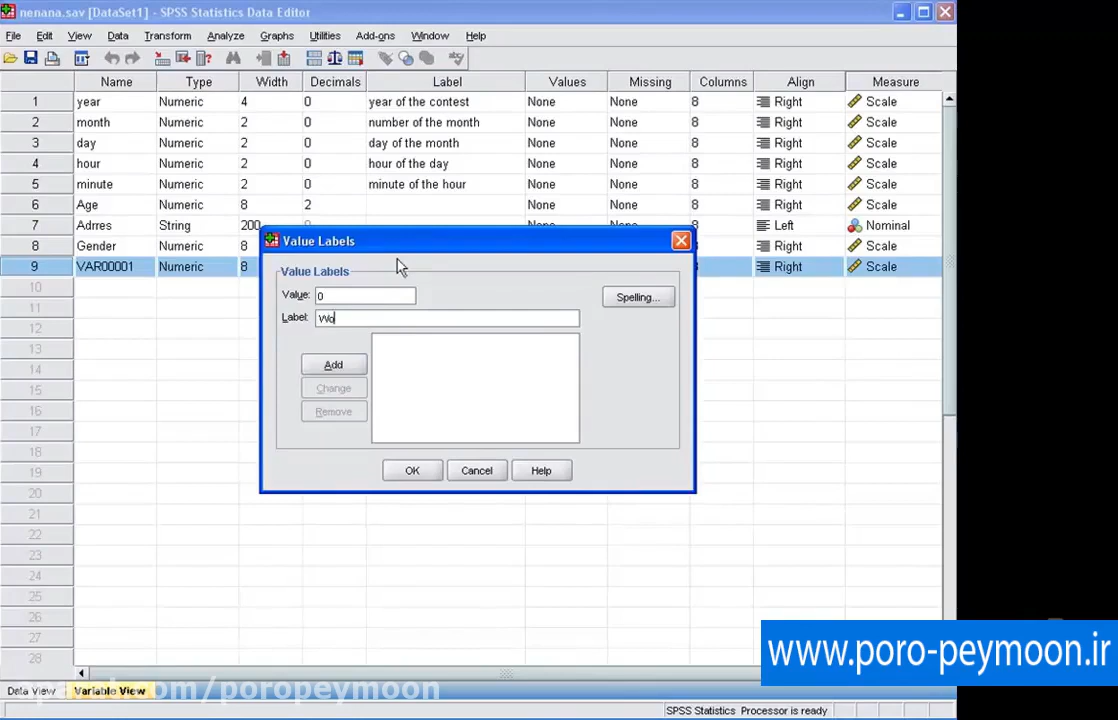 nenana.sav [DataSet1] - SPSS Statistics Data Editor
File Edit View Data Transform Analyze Graphs Utilities Add-ons Window Help
Name Type Width Decimals Label Values Missing Columns Align Measure
1 year Numeric 4 0 year of the contest None None 8 Right Scale
2 month Numeric 2 0 number of the month None None 8 Right Scale
3 day Numeric 2 0 day of the month None None 8 Right Scale
4 hour Numeric 2 0 hour of the day None None 8 Right Scale
5 minute Numeric 2 0 minute of the hour None None 8 Right Scale
6 Age Numeric 8 2 None None 8 Right Scale
7 Adrres String 200 0 None None 8 Left Nominal
8 Gender Numeric 8 Right Scale
9 VAR00001 Numeric 8 Right Scale
10
11
12
13
14
15
16
17
18
19
20
21
22
23
24
25
26
27
28
Value Labels
Value Labels
Value: 0
Spelling...
Label: Wo
Add
Change
Remove
OK Cancel Help
www.poro-peymoon.ir
Data View Variable View
.com/poropeymoon
SPSS Statistics Processor is ready